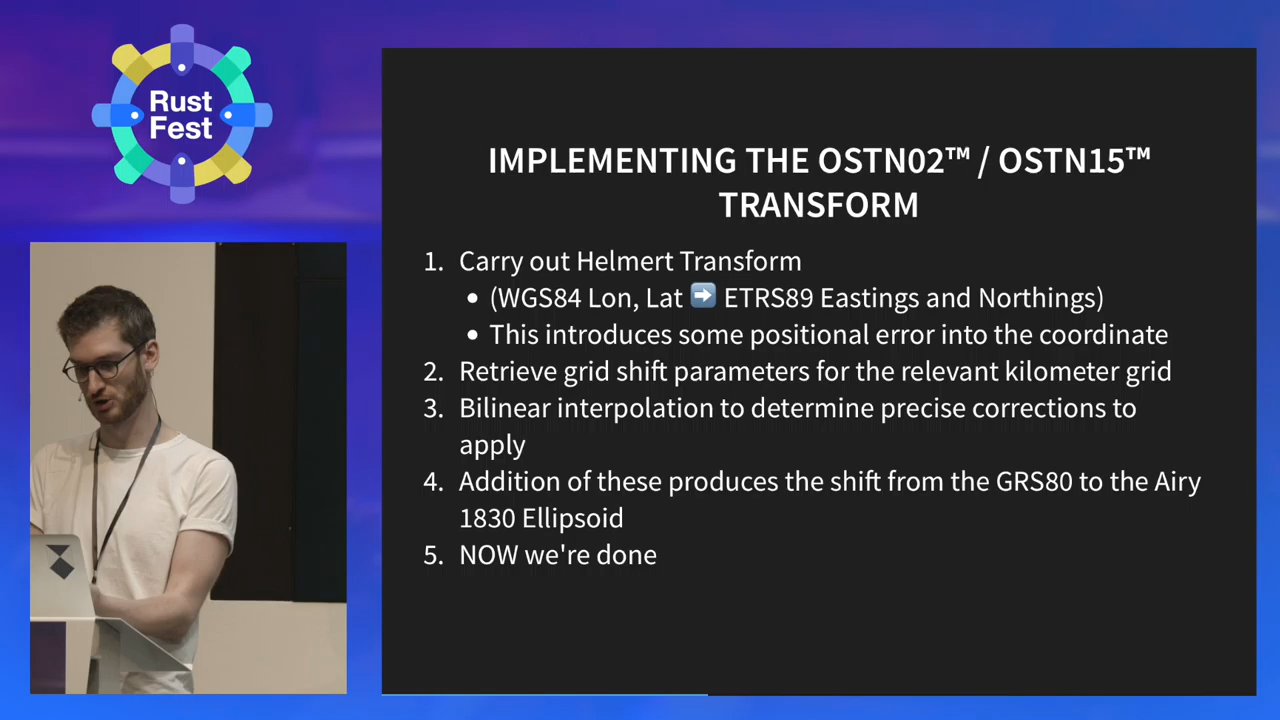 Rust
Fest
IMPLEMENTING THE OSTN02™ / OSTN15™
TRANSFORM
1. Carry out Helmert Transform
• (WGS84 Lon, Lat ➡ ETRS89 Eastings and Northings)
• This introduces some positional error into the coordinate
2. Retrieve grid shift parameters for the relevant kilometer grid
3. Bilinear interpolation to determine precise corrections to
apply
4. Addition of these produces the shift from the GRS80 to the Airy
1830 Ellipsoid
5. NOW we're done